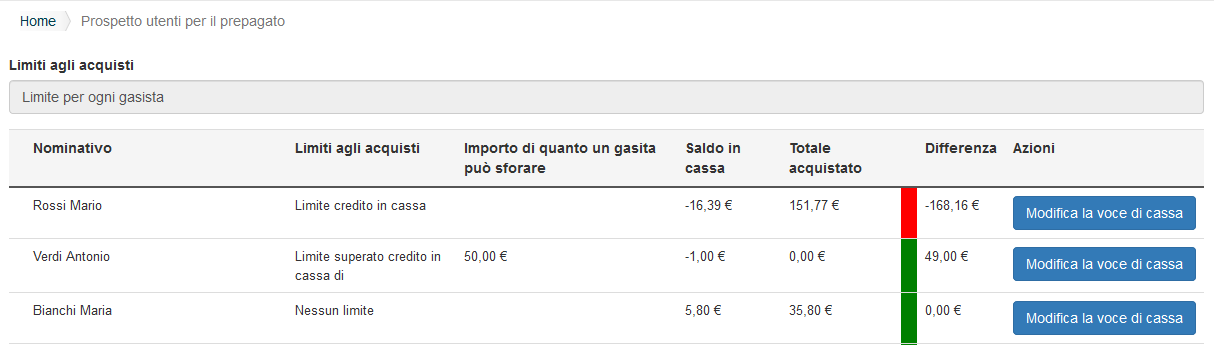 Home Prospetto utenti per il prepagato
Limiti agli acquisti
Limite per ogni gasista
Nominativo Limiti agli acquisti Importo di quanto un gasita Saldo in Totale Differenza Azioni
può sforare cassa acquistato
Rossi Mario Limite credito in cassa -16,39 € 151,77 € -168,16 € Modifica la voce di cassa
Verdi Antonio Limite superato credito in 50,00 € -1,00 € 0,00 € 49,00 € Modifica la voce di cassa
cassa di
Bianchi Maria Nessun limite 5,80 € 35,80 € 0,00 € Modifica la voce di cassa